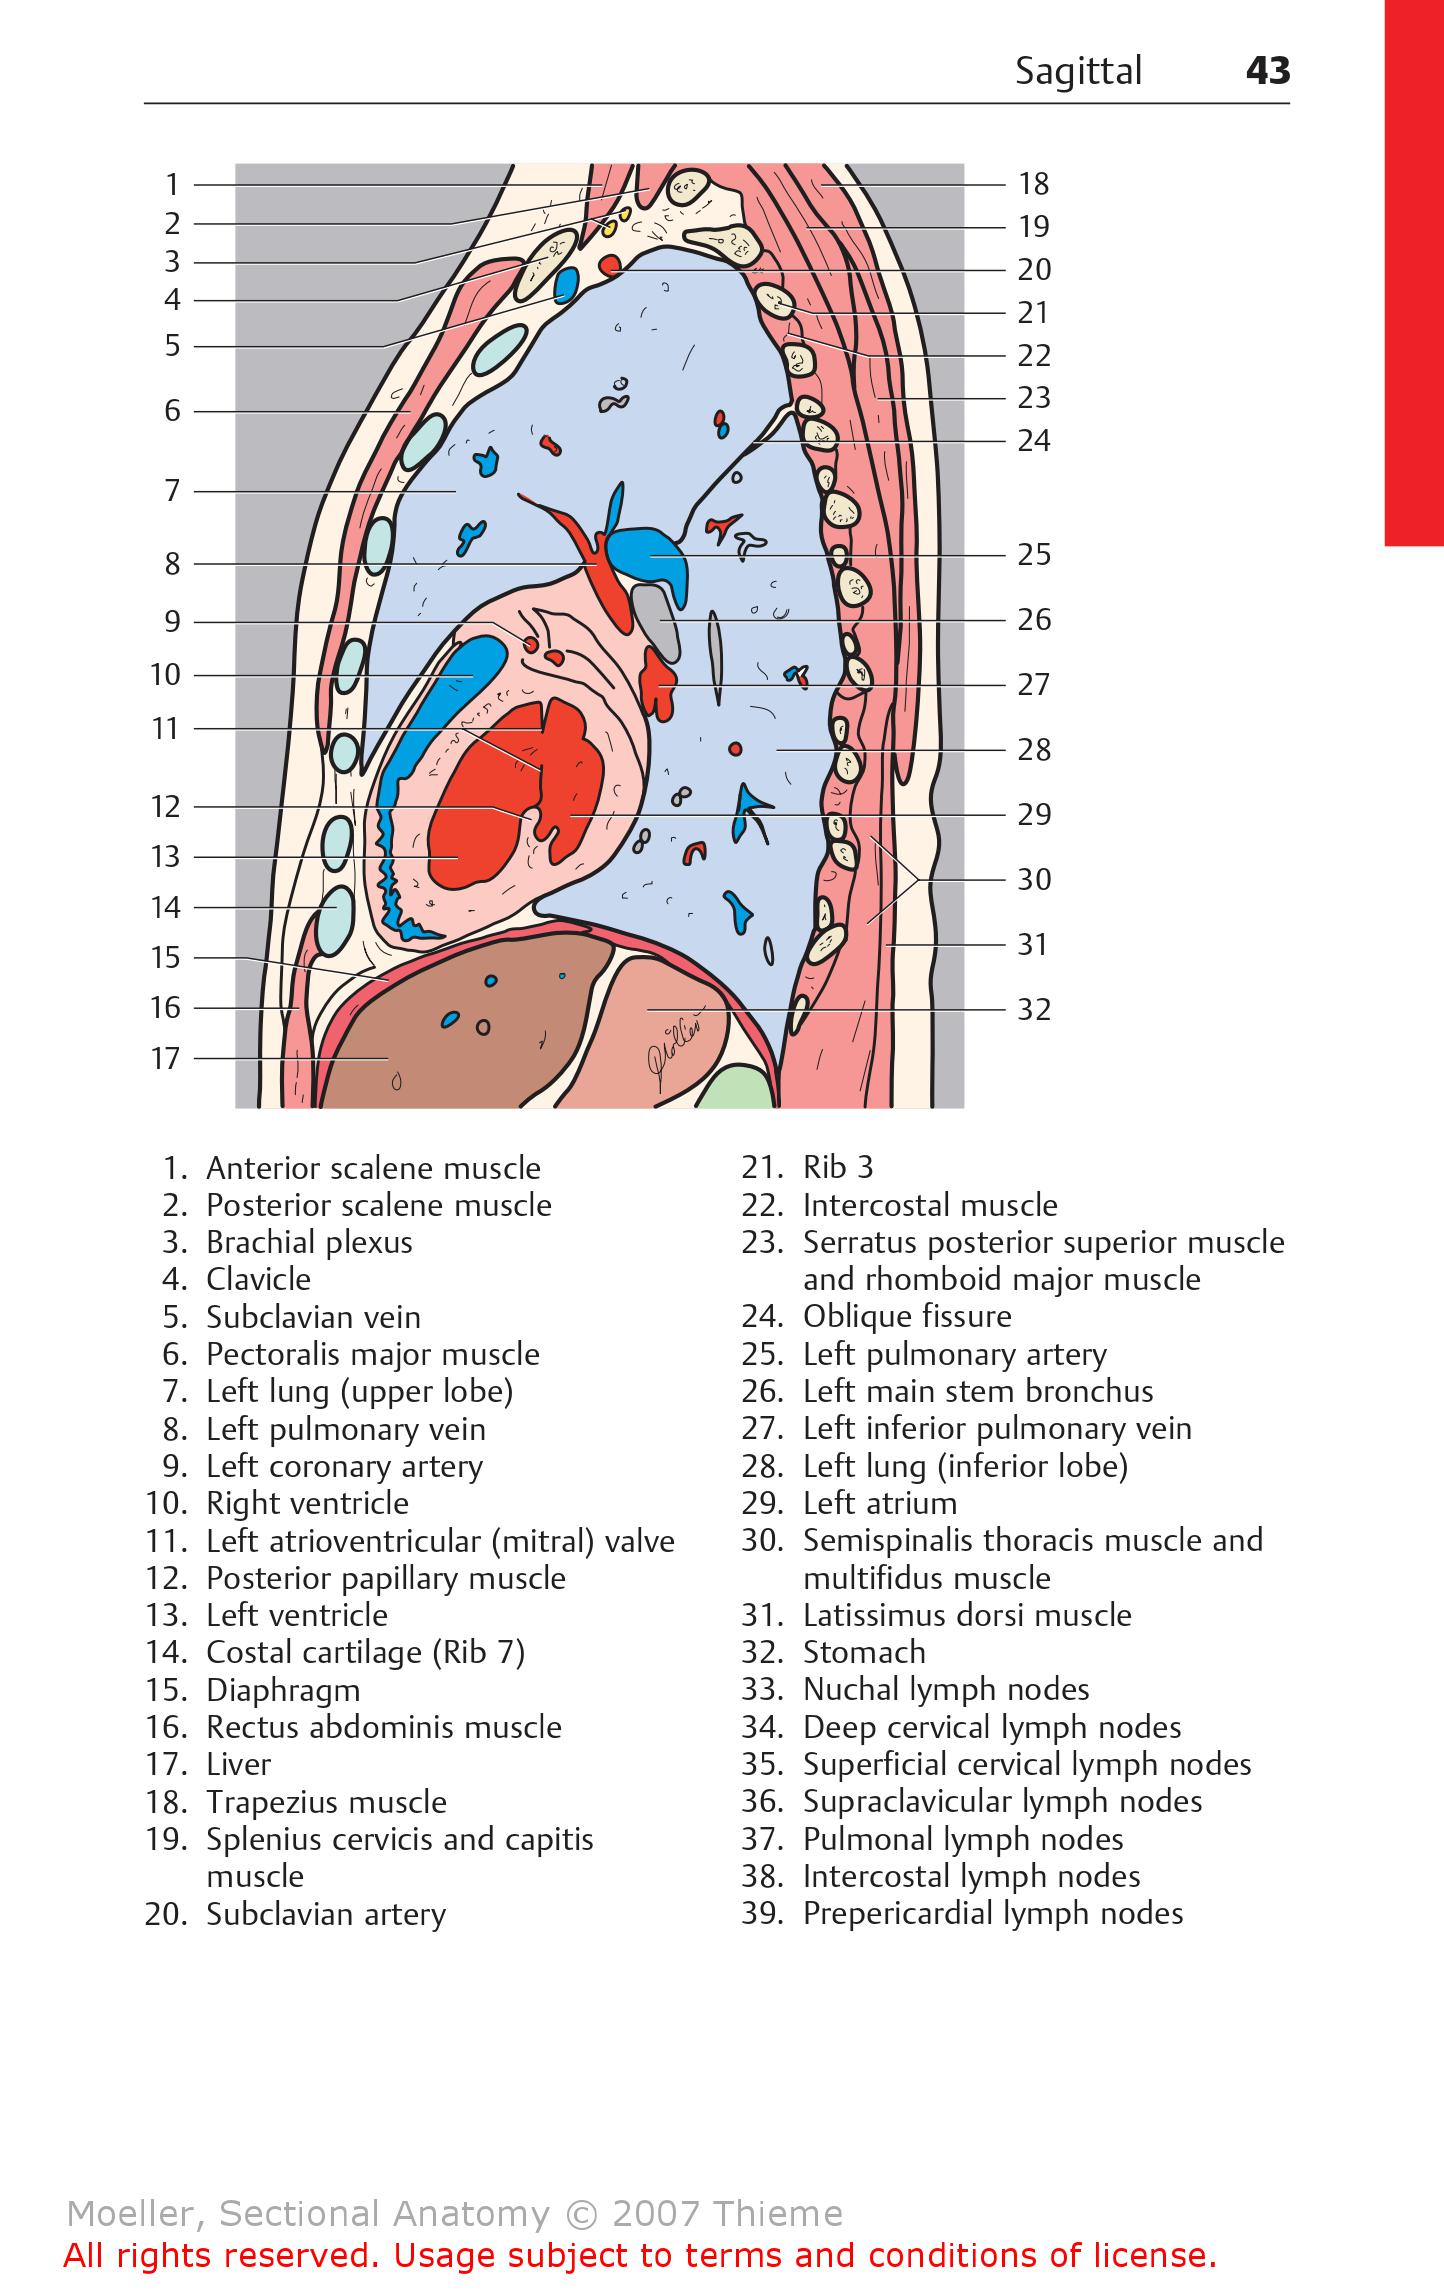 Sagittal 43
1
2
3
4
5
6
7
8
9
10
11
12
13
14
15
16
17
18
19
20
21
22
23
24
25
26
27
28
29
30
31
32
1. Anterior scalene muscle
2. Posterior scalene muscle
3. Brachial plexus
4. Clavicle
5. Subclavian vein
6. Pectoralis major muscle
7. Left lung (upper lobe)
8. Left pulmonary vein
9. Left coronary artery
10. Right ventricle
11. Left atrioventricular (mitral) valve
12. Posterior papillary muscle
13. Left ventricle
14. Costal cartilage (Rib 7)
15. Diaphragm
16. Rectus abdominis muscle
17. Liver
18. Trapezius muscle
19. Splenius cervicis and capitis
muscle
20. Subclavian artery
21. Rib 3
22. Intercostal muscle
23. Serratus posterior superior muscle
and rhomboid major muscle
24. Oblique fissure
25. Left pulmonary artery
26. Left main stem bronchus
27. Left inferior pulmonary vein
28. Left lung (inferior lobe)
29. Left atrium
30. Semispinalis thoracis muscle and
multifidus muscle
31. Latissimus dorsi muscle
32. Stomach
33. Nuchal lymph nodes
34. Deep cervical lymph nodes
35. Superficial cervical lymph nodes
36. Supraclavicular lymph nodes
37. Pulmonal lymph nodes
38. Intercostal lymph nodes
39. Prepericardial lymph nodes
Moeller, Sectional Anatomy © 2007 Thieme
All rights reserved. Usage subject to terms and conditions of license.